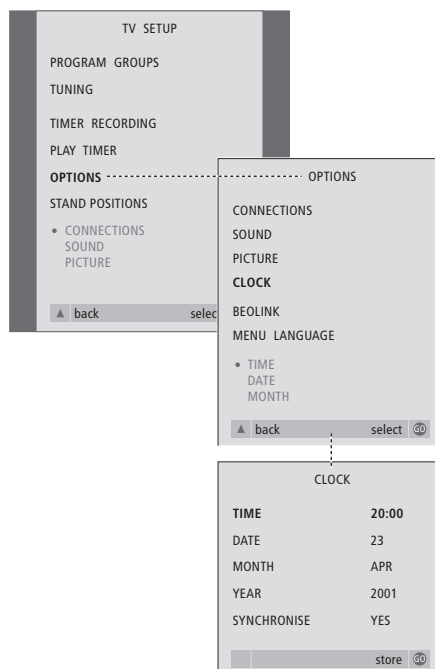 TV SETUP
PROGRAM GROUPS
TUNING
TIMER RECORDING
PLAY TIMER
OPTIONS
STAND POSITIONS
• CONNECTIONS
SOUND
PICTURE
▲ back selec
OPTIONS
CONNECTIONS
SOUND
PICTURE
CLOCK
BEOLINK
MENU LANGUAGE
• TIME
DATE
MONTH
▲ back select GO
CLOCK
TIME 20:00
DATE 23
MONTH APR
YEAR 2001
SYNCHRONISE YES
store GO